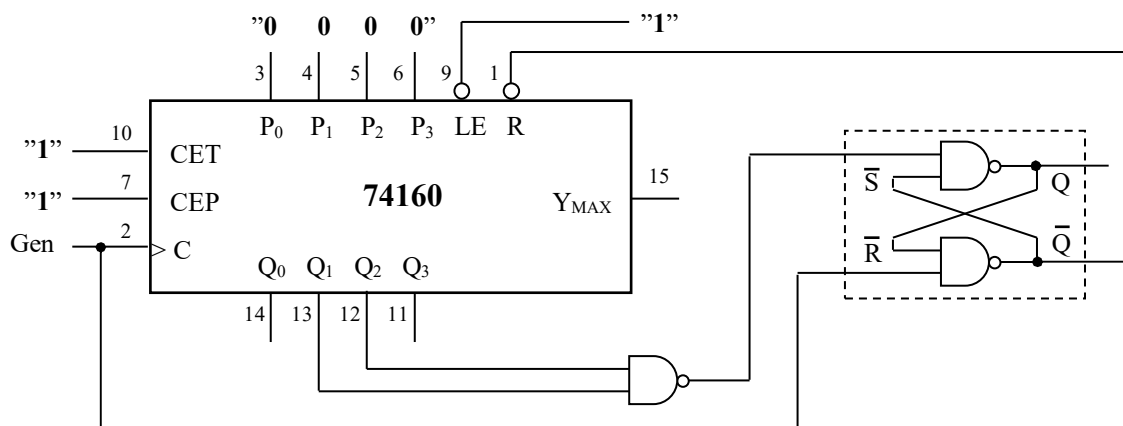 "0 0 0 0" "1"
3 4 5 6 9 1
P₀ P₁ P₂ P₃ LE R
"1" 10 CET
"1" 7 CEP
74160
Y_MAX 15
Gen 2 C
Q₀ Q₁ Q₂ Q₃
14 13 12 11
S̅ Q
R̅ Q̅